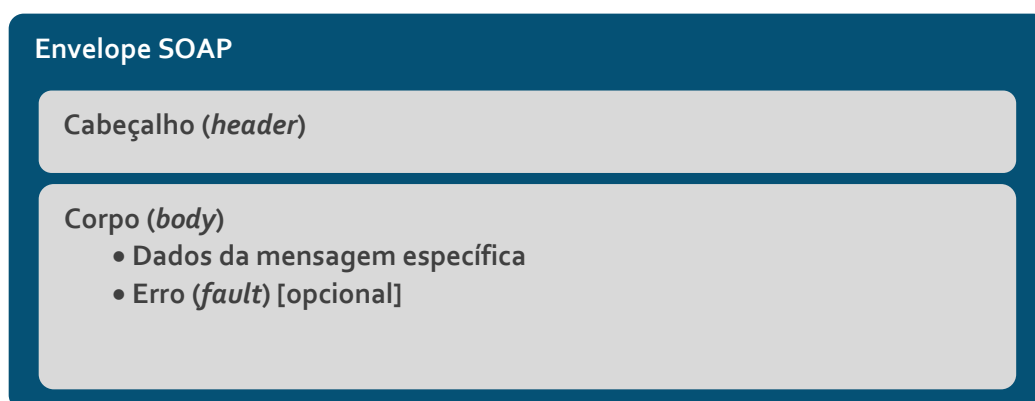 Envelope SOAP
Cabeçalho (header)
Corpo (body)
• Dados da mensagem específica
• Erro (fault) [opcional]